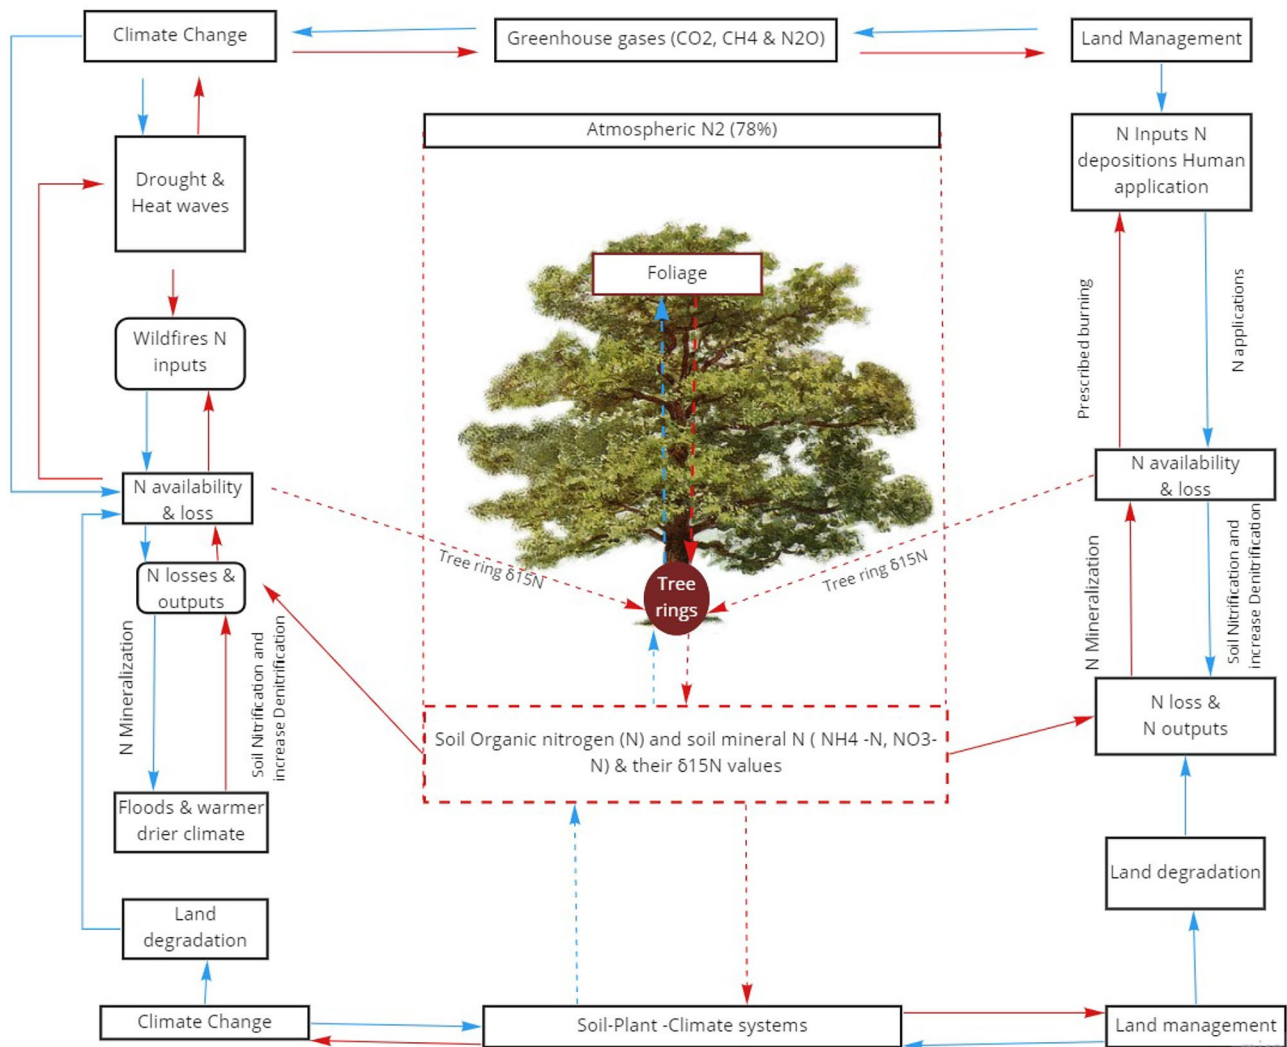 Climate Change
Greenhouse gases (CO2, CH4 & N2O)
Land Management
Atmospheric N2 (78%)
N Inputs N
depositions Human
application
Drought &
Heat waves
Foliage
Wildfires N
inputs
Prescribed burning
N applications
N availability
& loss
N availability
& loss
Tree ring δ15N
Tree ring δ15N
Tree
rings
N losses &
outputs
N Mineralization
Soil Nitrification and
increase Denitrification
N Mineralization
Soil Nitrification and
increase Denitrification
Soil Organic nitrogen (N) and soil mineral N ( NH4 -N, NO3-
N) & their δ15N values
N loss &
N outputs
Floods & warmer
drier climate
Land degradation
Land
degradation
Climate Change
Soil-Plant -Climate systems
Land management